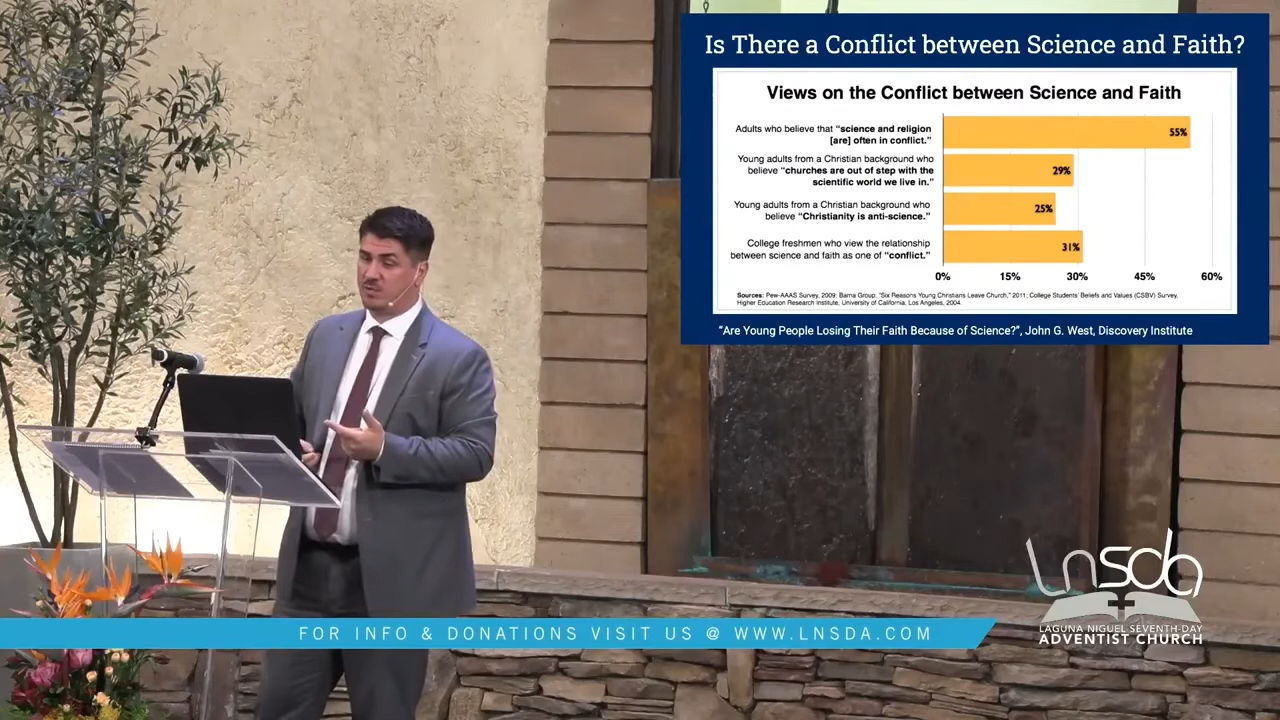 Is There a Conflict between Science and Faith?
Views on the Conflict between Science and Faith
Adults who believe that “science and religion
[are] often in conflict.”
55%
Young adults from a Christian background who
believe “churches are out of step with the
scientific world we live in.”
29%
Young adults from a Christian background who
believe “Christianity is anti-science.”
25%
College freshmen who view the relationship
between science and faith as one of “conflict.”
31%
0% 15% 30% 45% 60%
Sources: Pew-AAAS Survey, 2009; Barna Group, “Six Reasons Young Christians Leave Church,” 2011; College Students’ Beliefs and Values (CSBV) Survey,
Higher Education Research Institute, University of California, Los Angeles, 2004.
“Are Young People Losing Their Faith Because of Science?”, John G. West, Discovery Institute
lnsda
LAGUNA NIGUEL SEVENTH-DAY
ADVENTIST CHURCH
FOR INFO & DONATIONS VISIT US @ WWW.LNSDA.COM